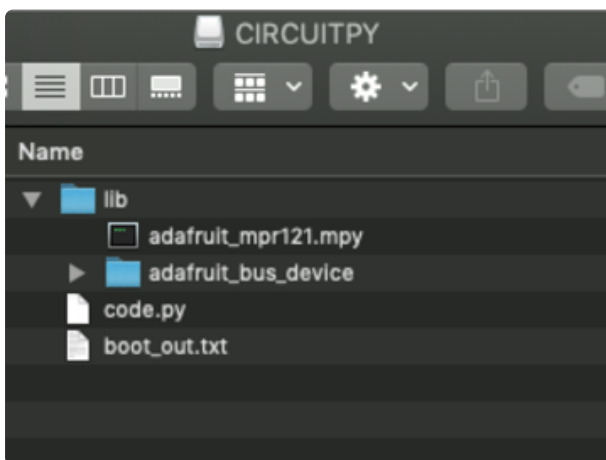 CIRCUITPY
Name
lib
adafruit_mpr121.mpy
adafruit_bus_device
code.py
boot_out.txt